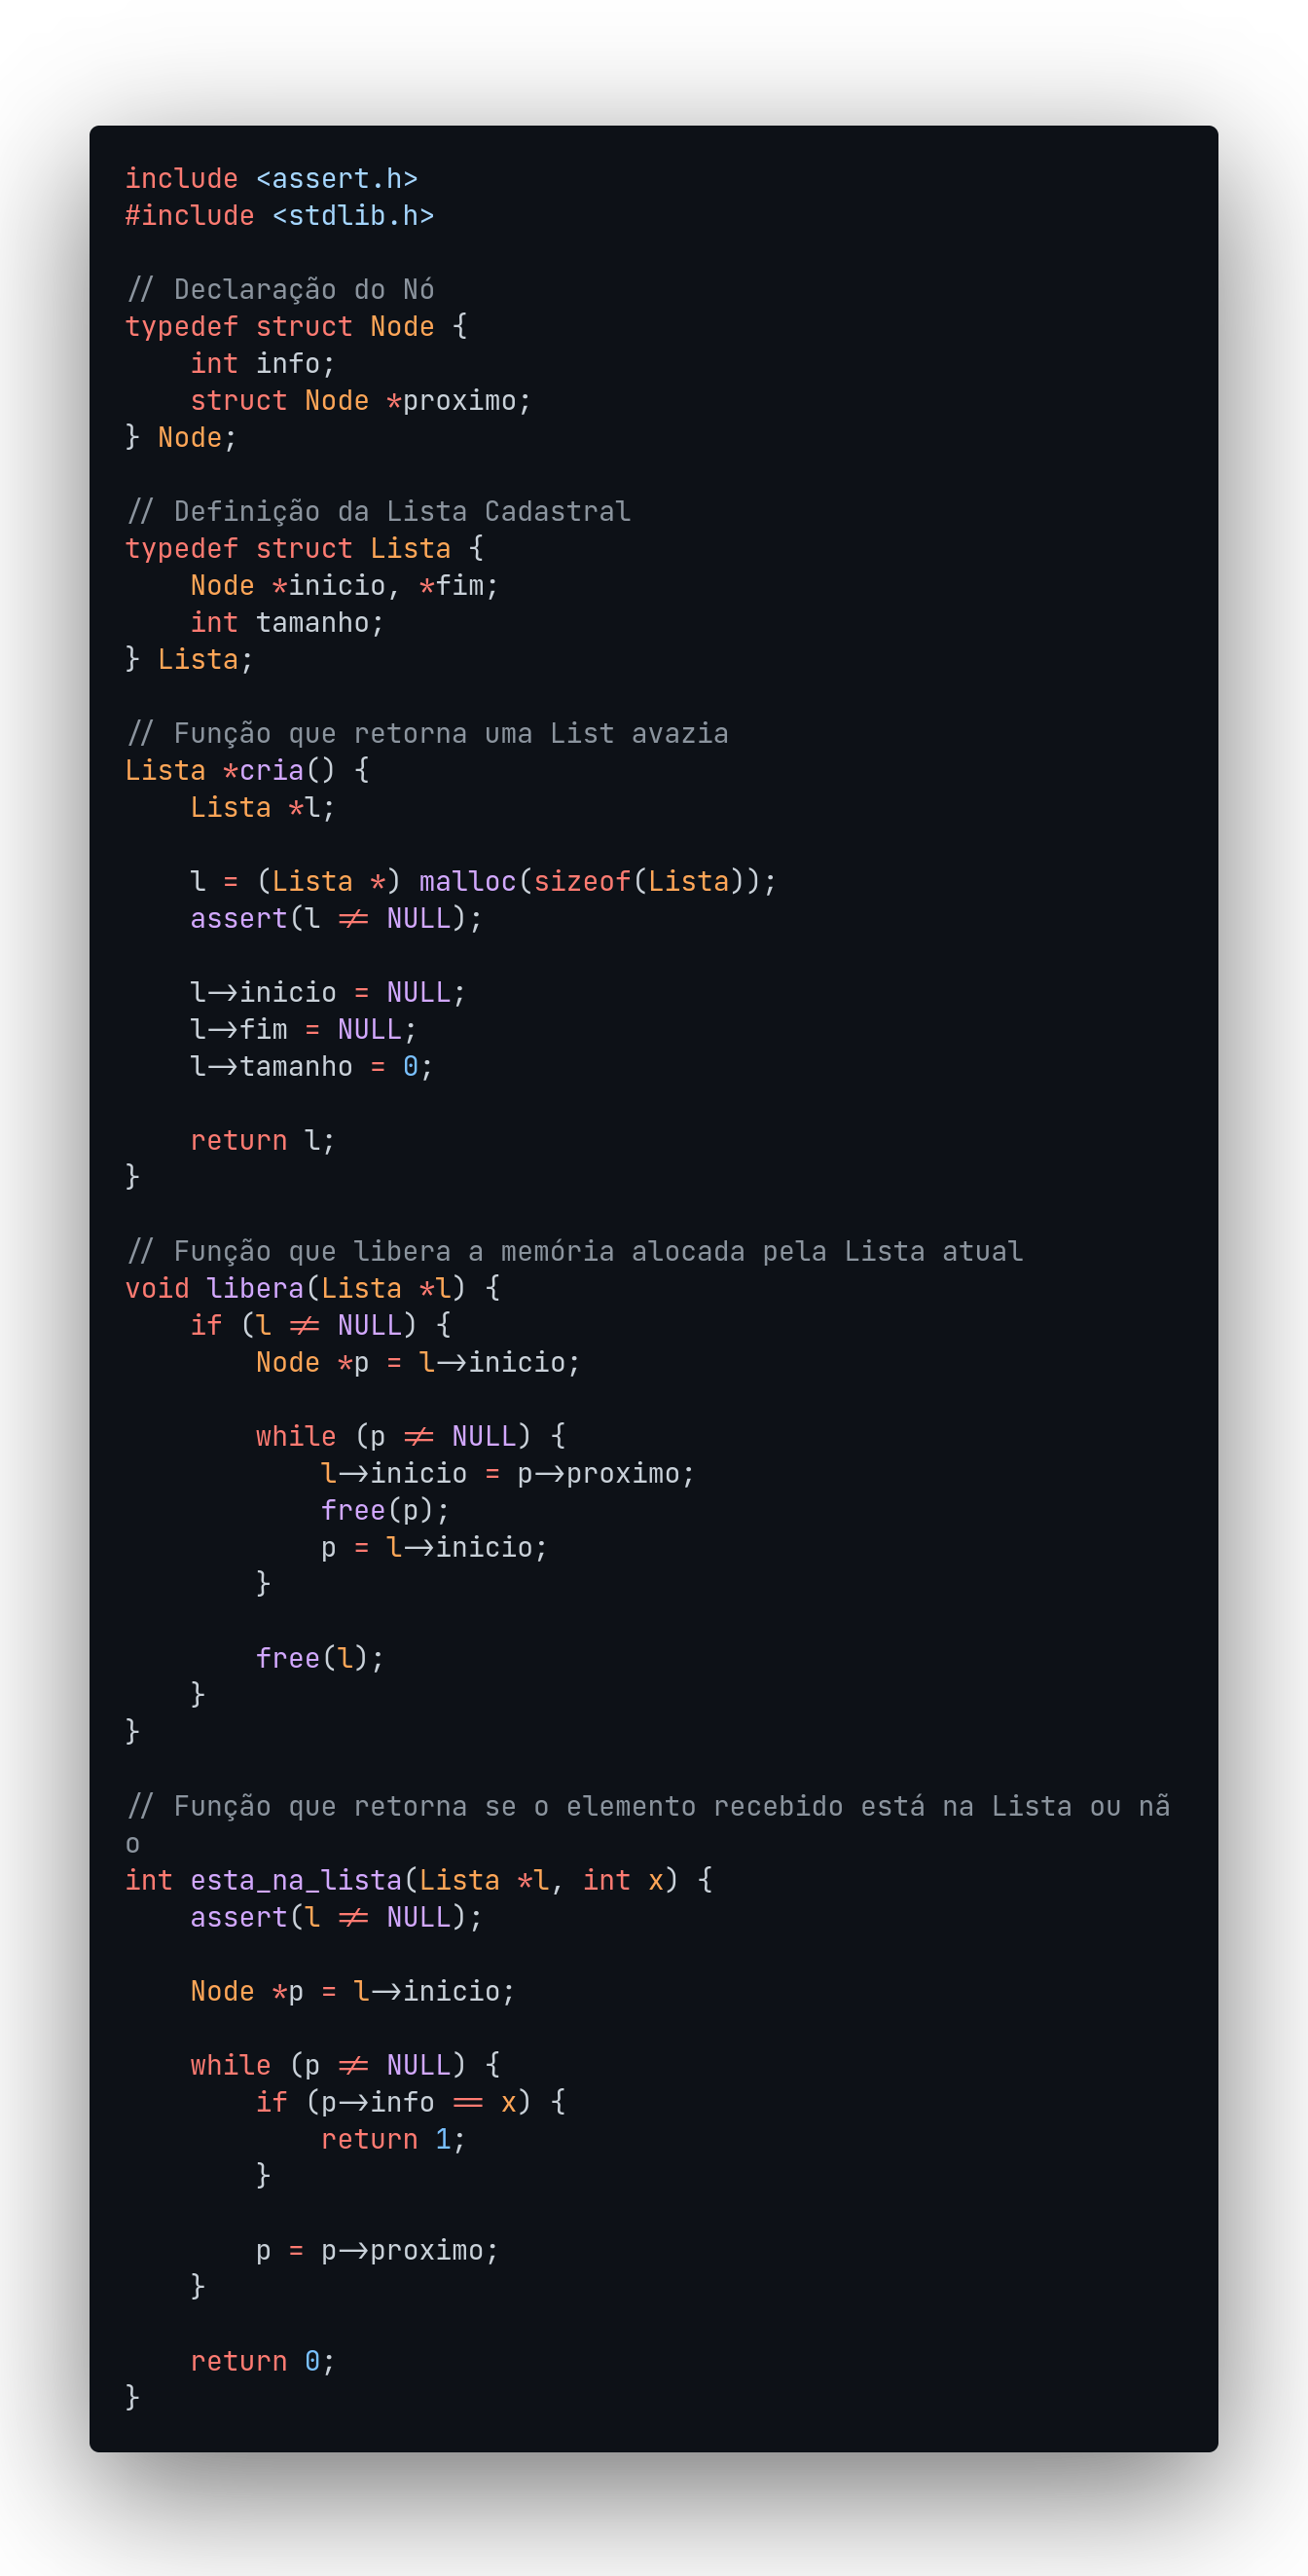 include <assert.h>
#include <stdlib.h>
// Declaração do Nó
typedef struct Node {
    int info;
    struct Node *proximo;
} Node;
// Definição da Lista Cadastral
typedef struct Lista {
    Node *inicio, *fim;
    int tamanho;
} Lista;
// Função que retorna uma List avazia
Lista *cria() {
    Lista *l;
    l = (Lista *) malloc(sizeof(Lista));
    assert(l != NULL);
    l->inicio = NULL;
    l->fim = NULL;
    l->tamanho = 0;
    return l;
}
// Função que libera a memória alocada pela Lista atual
void libera(Lista *l) {
    if (l != NULL) {
        Node *p = l->inicio;
        while (p != NULL) {
            l->inicio = p->proximo;
            free(p);
            p = l->inicio;
        }
        free(l);
    }
}
// Função que retorna se o elemento recebido está na Lista ou nã
o
int esta_na_lista(Lista *l, int x) {
    assert(l != NULL);
    Node *p = l->inicio;
    while (p != NULL) {
        if (p->info == x) {
            return 1;
        }
        p = p->proximo;
    }
    return 0;
}